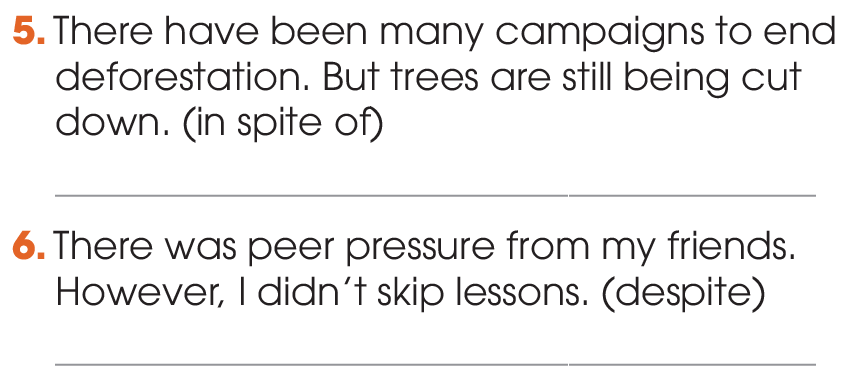 5. There have been many campaigns to end
deforestation. But trees are still being cut
down. (in spite of)
6. There was peer pressure from my friends.
However, I didn't skip lessons. (despite)